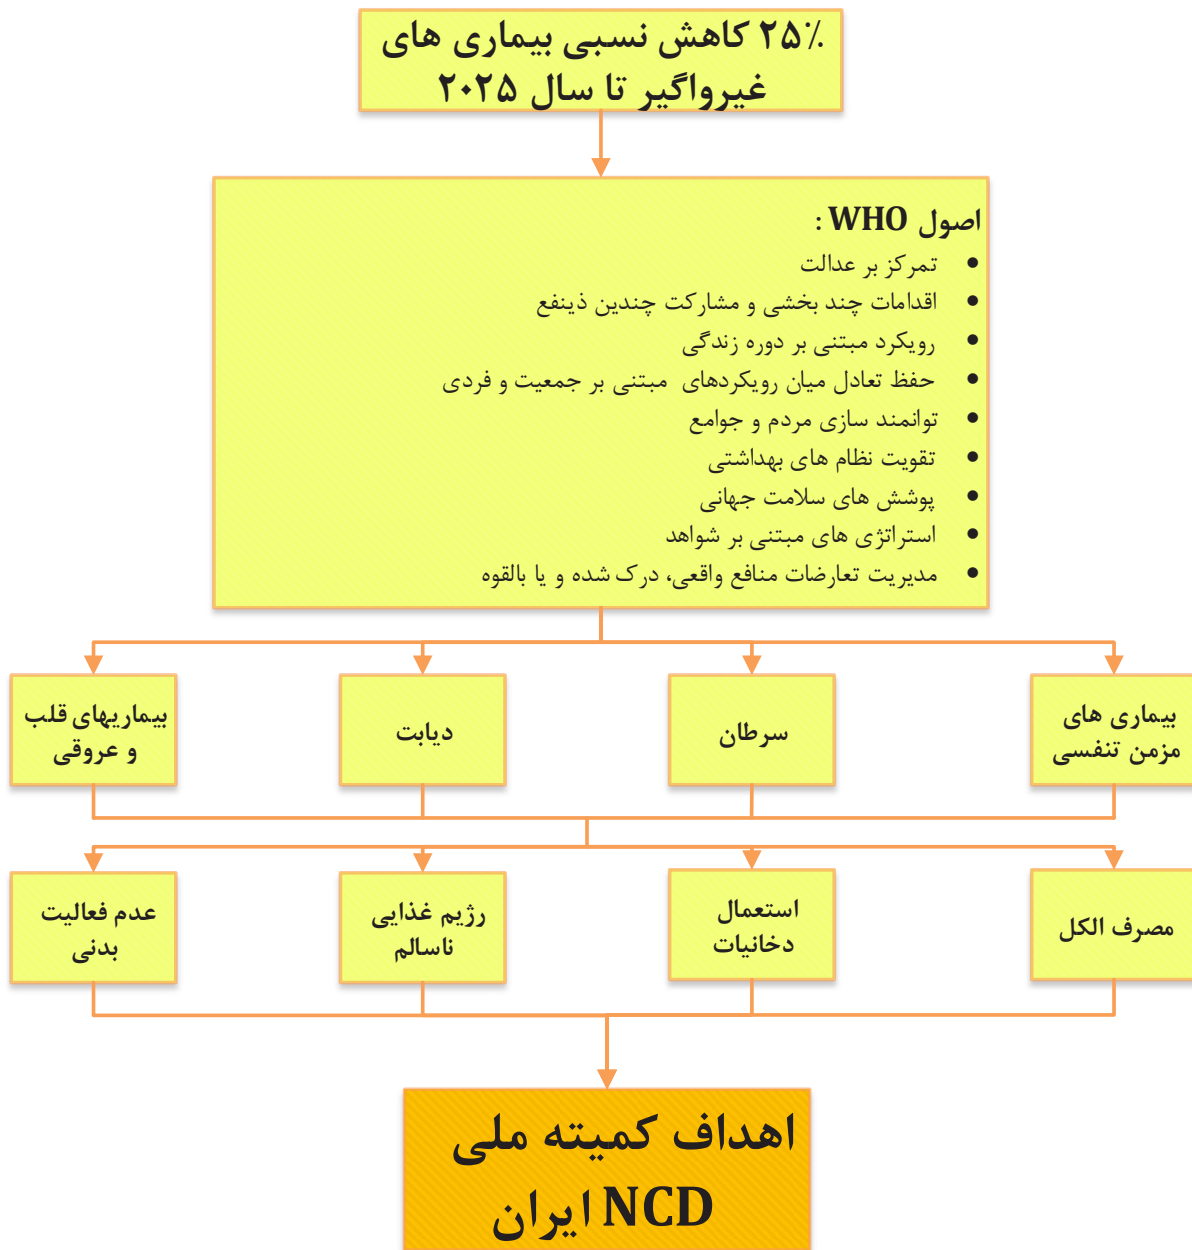 ۲۵٪ کاهش نسبی بیماری های
غیرواگیر تا سال ۲۰۲۵
اصول WHO :
• تمرکز بر عدالت
• اقدامات چند بخشی و مشارکت چندین ذینفع
• رویکرد مبتنی بر دوره زندگی
• حفظ تعادل میان رویکردهای مبتنی بر جمعیت و فردی
• توانمند سازی مردم و جوامع
• تقویت نظام های بهداشتی
• پوشش های سلامت جهانی
• استراتژی های مبتنی بر شواهد
• مدیریت تعارضات منافع واقعی، درک شده و یا بالقوه
بیماری های
مزمن تنفسی
سرطان
دیابت
بیماریهای قلب
و عروقی
مصرف الکل
استعمال
دخانیات
رژیم غذایی
ناسالم
عدم فعالیت
بدنی
اهداف کمیته ملی
NCD ایران